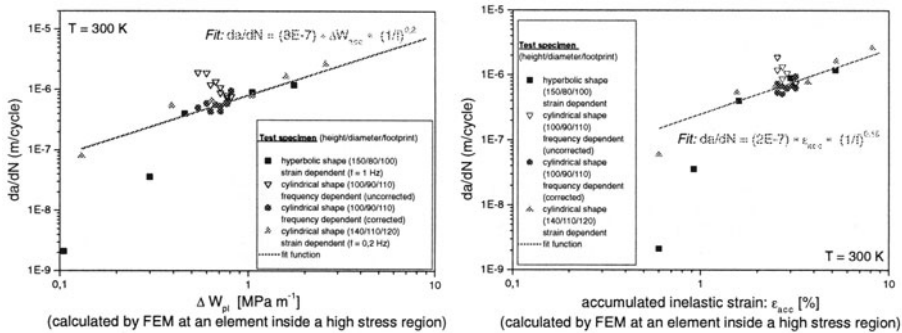 1E-5
T = 300 K
Fit: da/dN = (8E-7) * ΔWacc * (1/f)^0,2
1E-6
1E-7
1E-8
1E-9
da/dN (m/cycle)
Test specimen (height/diameter/footprint)
hyperbolic shape (150/80/100)
strain dependent (f = 1 Hz)
cylindrical shape (100/90/110)
frequency dependent (uncorrected)
cylindrical shape (100/90/110)
frequency dependent (corrected)
cylindrical shape (140/110/120)
strain dependent (f = 0,2 Hz)
fit function
0,1
1
10
Δ Wpl [MPa m-1]
(calculated by FEM at an element inside a high stress region)
1E-5
1E-6
1E-7
1E-8
1E-9
da/dN (m/cycle)
Test specimen
(height/diameter/footprint)
hyperbolic shape
(150/80/100)
strain dependent
cylindrical shape
(100/90/110)
frequency dependent
(uncorrected)
cylindrical shape
(100/90/110)
frequency dependent
(corrected)
cylindrical shape
(140/110/120)
strain dependent
fit function
Fit: da/dN = (2E-7) * εacc * (1/f)^0,15
T = 300 K
0,1
1
10
accumulated inelastic strain: εacc [%]
(calculated by FEM at an element inside a high stress region)